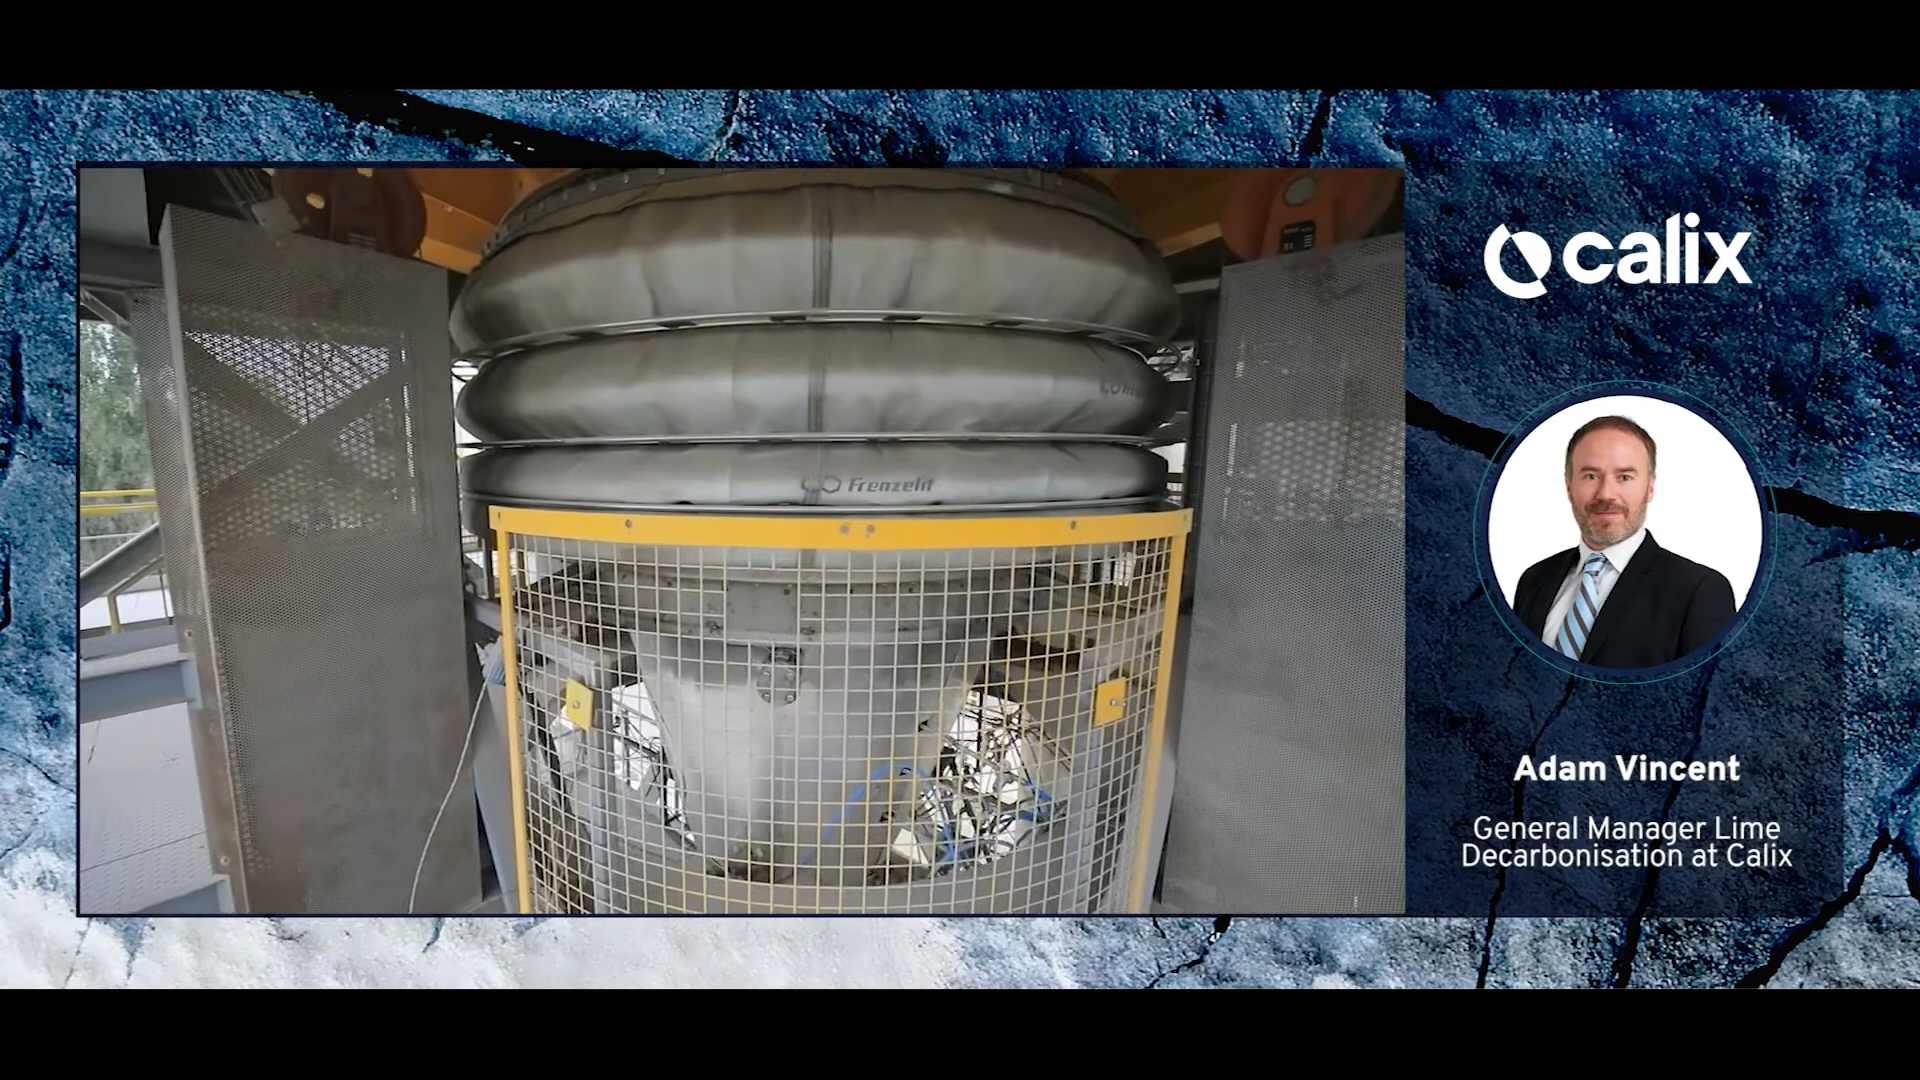 Frenzelit
calix
Adam Vincent
General Manager Lime
Decarbonisation at Calix